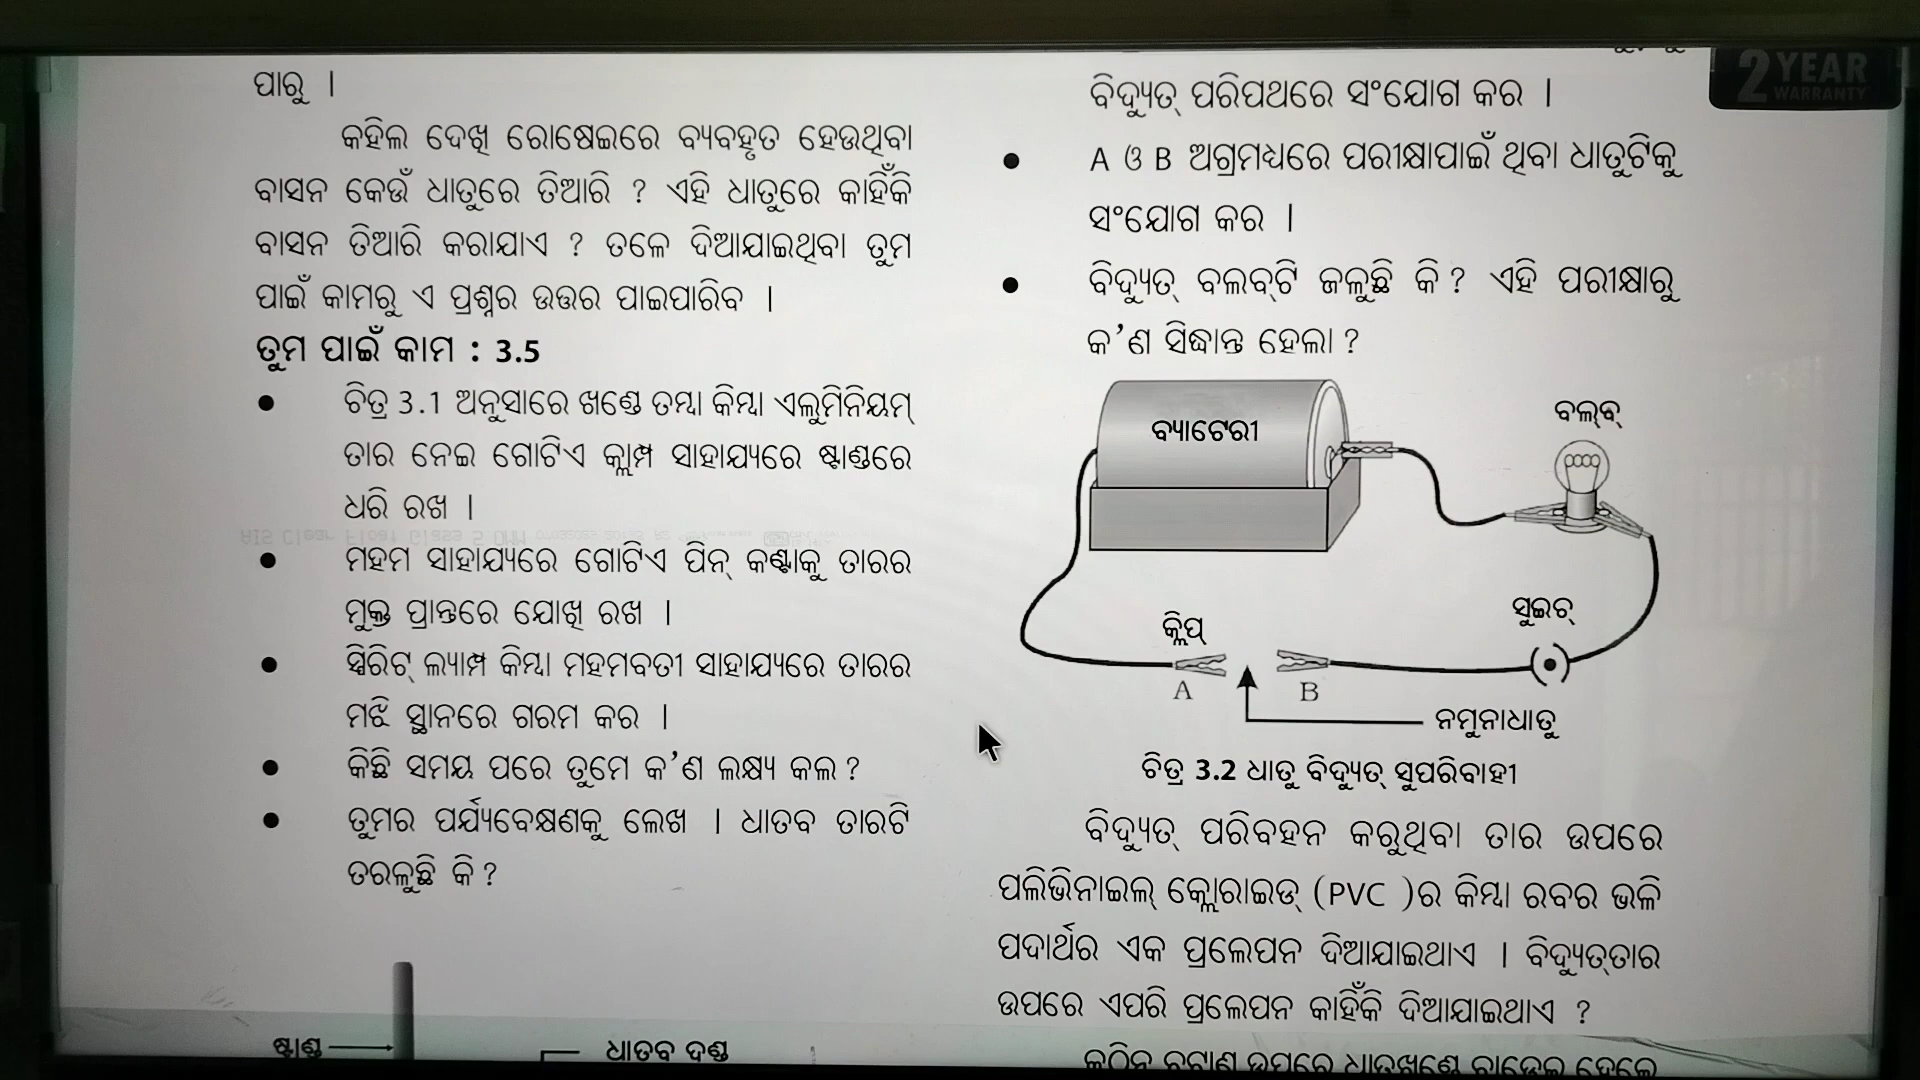 ପାରୁ ।
କହିଲ ଦେଖି ରୋଷେଇରେ ବ୍ୟବହୃତ ହେଉଥିବା
ବାସନ କେଉଁ ଧାତୁରେ ତିଆରି ? ଏହି ଧାତୁରେ କାହିଁକି
ବାସନ ତିଆରି କରାଯାଏ ? ତଳେ ଦିଆଯାଇଥିବା ତୁମ
ପାଇଁ କାମରୁ ଏ ପ୍ରଶ୍ନର ଉତ୍ତର ପାଇପାରିବ ।
ତୁମ ପାଇଁ କାମ : 3.5
● ଚିତ୍ର 3.1 ଅନୁସାରେ ଖଣ୍ଡେ ତମ୍ବା କିମ୍ବା ଏଲୁମିନିୟମ୍
ତାର ନେଇ ଗୋଟିଏ କ୍ଲାମ୍ପ ସାହାଯ୍ୟରେ ଷ୍ଟାଣ୍ଡରେ
ଧରି ରଖ ।
● ମହମ ସାହାଯ୍ୟରେ ଗୋଟିଏ ପିନ୍ କଣ୍ଟାକୁ ତାରର
ମୁକ୍ତ ପ୍ରାନ୍ତରେ ଯୋଖି ରଖ ।
● ସ୍ପିରିଟ୍ ଲ୍ୟାମ୍ପ କିମ୍ବା ମହମବତୀ ସାହାଯ୍ୟରେ ତାରର
ମଝି ସ୍ଥାନରେ ଗରମ କର ।
● କିଛି ସମୟ ପରେ ତୁମେ କ’ଣ ଲକ୍ଷ୍ୟ କଲ ?
● ତୁମର ପର୍ଯ୍ୟବେକ୍ଷଣକୁ ଲେଖ । ଧାତବ ତାରଟି
ତରଳୁଛି କି ?
ଷ୍ଟାଣ୍ଡ
ଧାତବ ଦଣ୍ଡ
2 YEAR
WARRANTY
ବିଦ୍ୟୁତ୍ ପରିପଥରେ ସଂଯୋଗ କର ।
● A ଓ B ଅଗ୍ରମଧ୍ୟରେ ପରୀକ୍ଷାପାଇଁ ଥିବା ଧାତୁଟିକୁ
ସଂଯୋଗ କର ।
● ବିଦ୍ୟୁତ୍ ବଲବ୍‌ଟି ଜଳୁଛି କି ? ଏହି ପରୀକ୍ଷାରୁ
କ’ଣ ସିଦ୍ଧାନ୍ତ ହେଲା ?
ବ୍ୟାଟେରୀ
ବଲ୍‌ବ୍
କ୍ଲିପ୍
ସୁଇଚ୍
A
B
ନମୁନାଧାତୁ
ଚିତ୍ର 3.2 ଧାତୁ ବିଦ୍ୟୁତ୍ ସୁପରିବାହୀ
ବିଦ୍ୟୁତ୍ ପରିବହନ କରୁଥିବା ତାର ଉପରେ
ପଲିଭିନାଇଲ୍ କ୍ଲୋରାଇଡ୍ (PVC )ର କିମ୍ବା ରବର ଭଳି
ପଦାର୍ଥର ଏକ ପ୍ରଲେପନ ଦିଆଯାଇଥାଏ । ବିଦ୍ୟୁତ୍‌ତାର
ଉପରେ ଏପରି ପ୍ରଲେପନ କାହିଁକି ଦିଆଯାଇଥାଏ ?